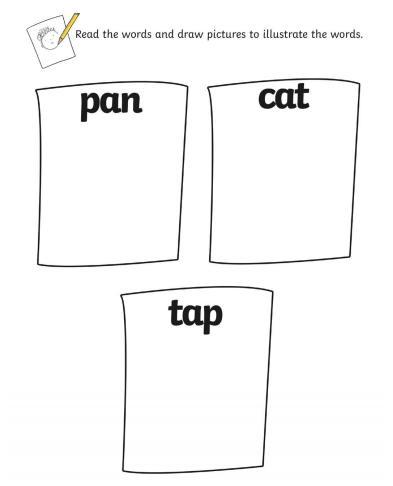 Read the words and draw pictures to illustrate the words.
pan
cat
tap